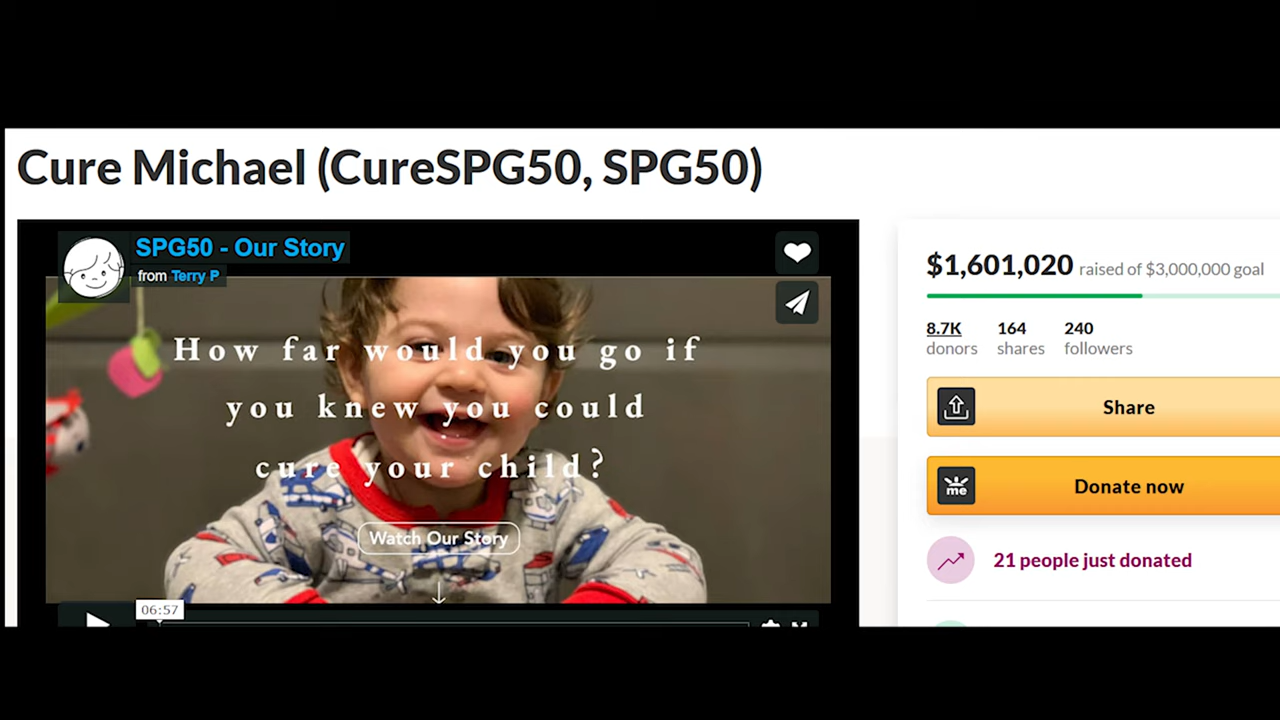 Cure Michael (CureSPG50, SPG50)
SPG50 - Our Story
from Terry P
How far would you go if
you knew you could
cure your child?
Watch Our Story
06:57
$1,601,020 raised of $3,000,000 goal
8.7K 164 240
donors shares followers
Share
me Donate now
21 people just donated